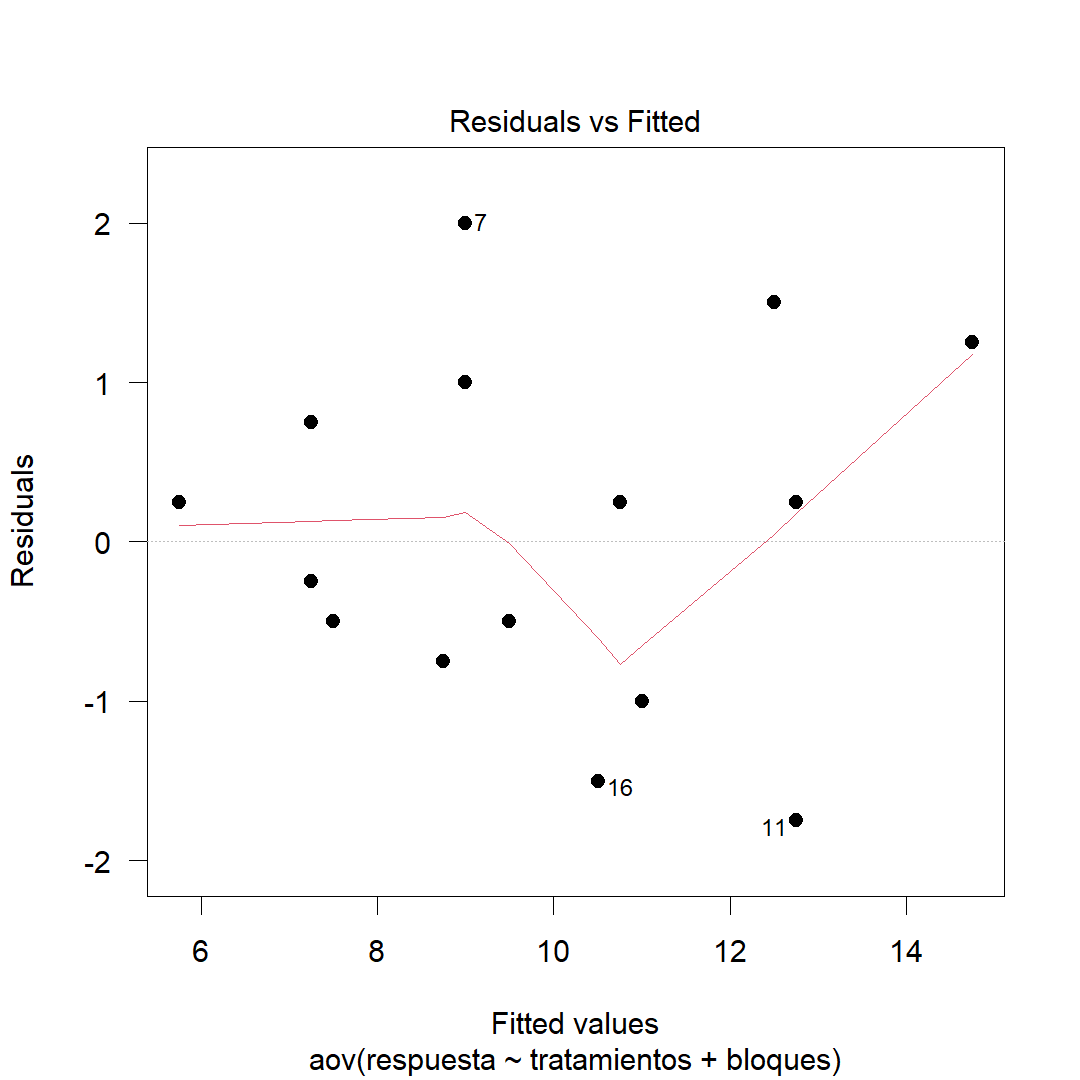 Residuals vs Fitted
Residuals
2
1
0
-1
-2
7
16
11
6 8 10 12 14
Fitted values
aov(respuesta ~ tratamientos + bloques)